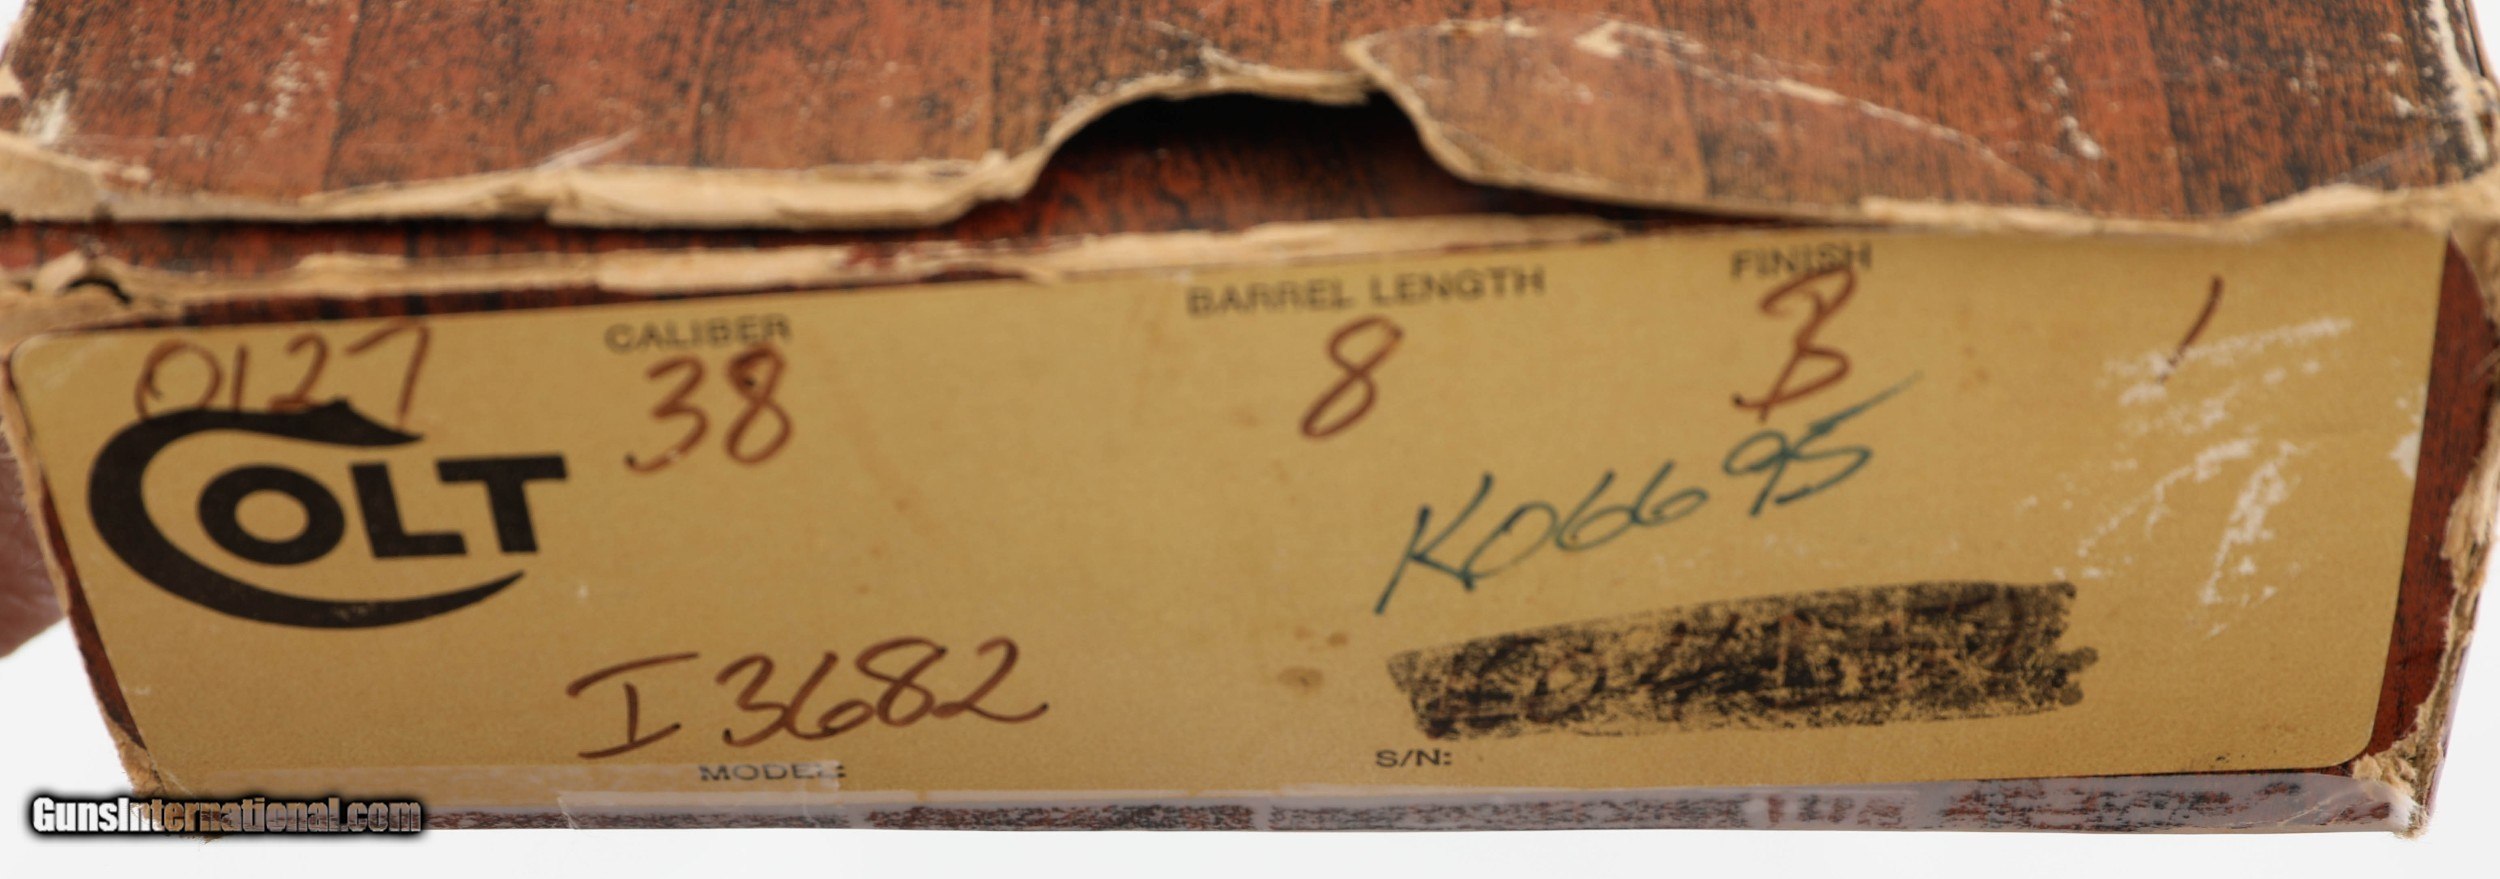 0127
CALIBER
BARREL LENGTH
FINISH
38
8
B
COLT
K06695
I3682
MODEL:
S/N:
GunsInternational.com